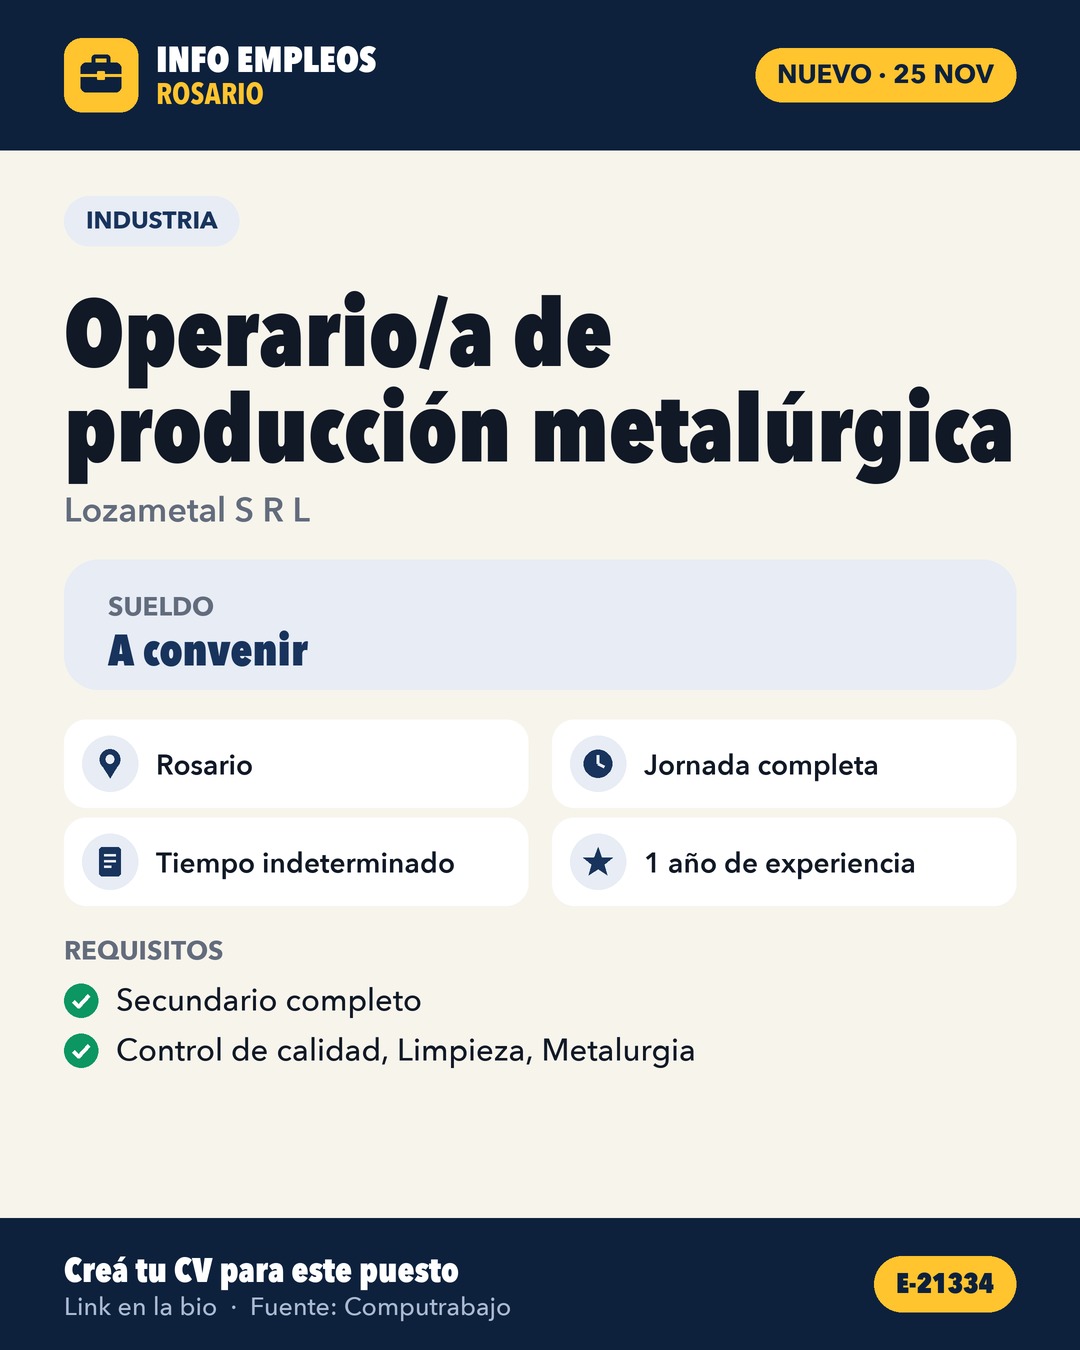 INFO EMPLEOS
ROSARIO
NUEVO · 25 NOV
INDUSTRIA
Operario/a de
producción metalúrgica
Lozametal S R L
SUELDO
A convenir
Rosario
Jornada completa
Tiempo indeterminado
1 año de experiencia
REQUISITOS
Secundario completo
Control de calidad, Limpieza, Metalurgia
Creá tu CV para este puesto
Link en la bio · Fuente: Computrabajo
E-21334